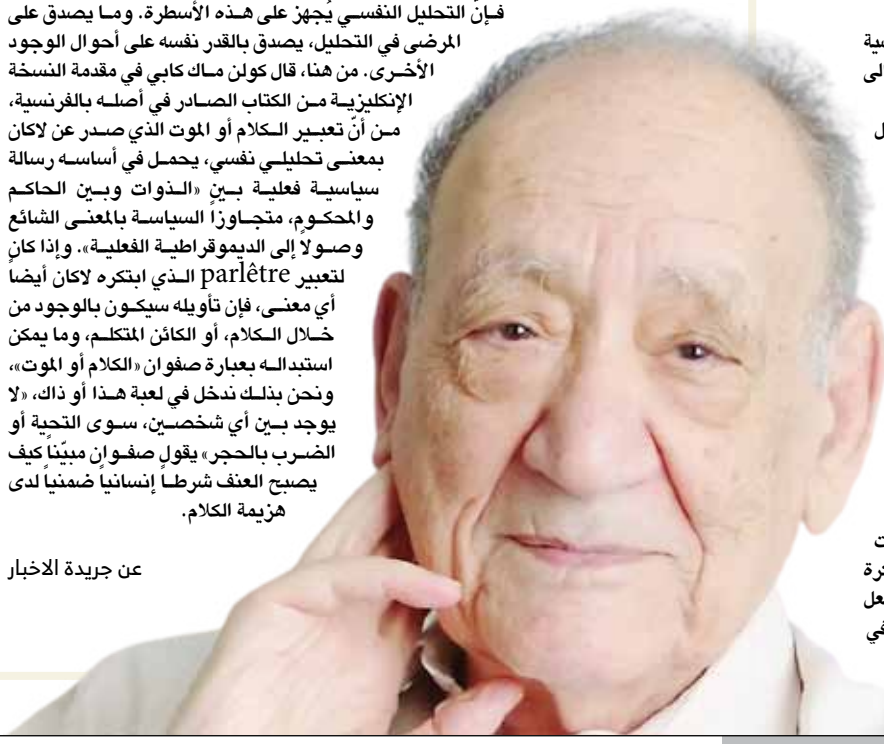 فإنّ التحليل النفسي يُجهز على هذه الأسطرة. وما يصدق على
المرضى في التحليل، يصدق بالقدر نفسه على أحوال الوجود
الأخرى. من هنا، قال كولن ماك كابي في مقدمة النسخة
الإنكليزية من الكتاب الصادر في أصله بالفرنسية،
من أنّ تعبير الكلام أو الموت الذي صدر عن لاكان
بمعنى تحليلي نفسي، يحمل في أساسه رسالة
سياسية فعلية بين «الذوات وبين الحاكم
والمحكوم، متجاوزاً السياسة بالمعنى الشائع
وصولاً إلى الديموقراطية الفعلية». وإذا كان
لتعبير parlêtre الذي ابتكره لاكان أيضاً
أي معنى، فإن تأويله سيكون بالوجود من
خلال الكلام، أو الكائن المتكلم، وما يمكن
استبداله بعبارة صفوان «الكلام أو الموت»،
ونحن بذلك ندخل في لعبة هذا أو ذاك، «لا
يوجد بين أي شخصين، سوى التحية أو
الضرب بالحجر» يقول صفوان مبيّناً كيف
يصبح العنف شرطاً إنسانياً ضمنياً لدى
هزيمة الكلام.
عن جريدة الاخبار
في